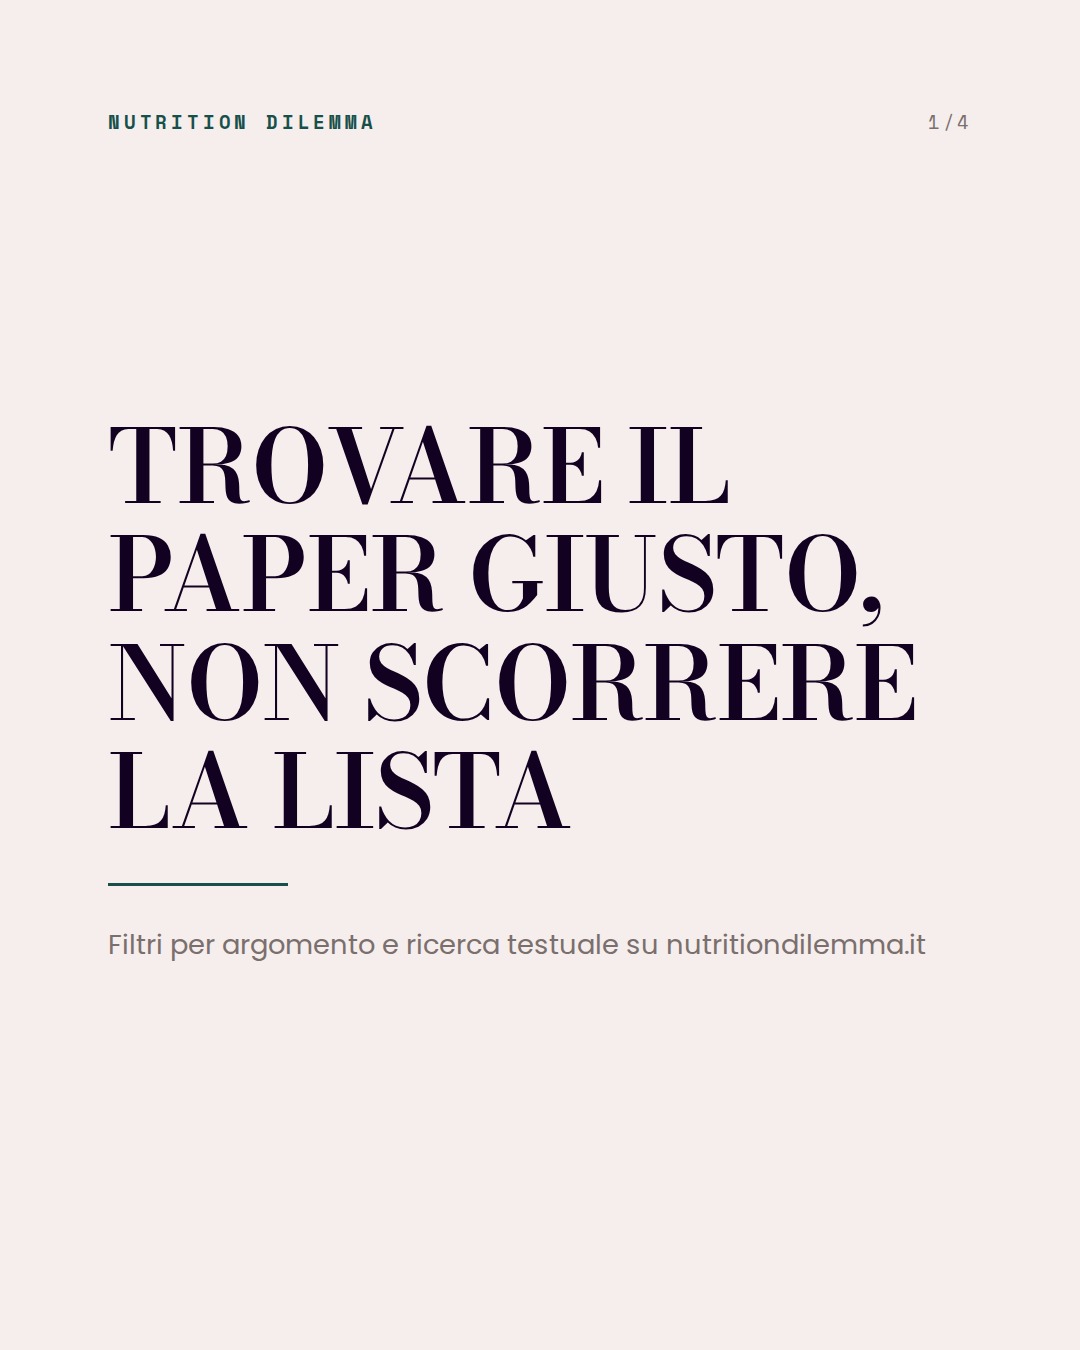 NUTRITION DILEMMA
1/4
TROVARE IL
PAPER GIUSTO,
NON SCORRERE
LA LISTA
Filtri per argomento e ricerca testuale su nutritiondilemma.it